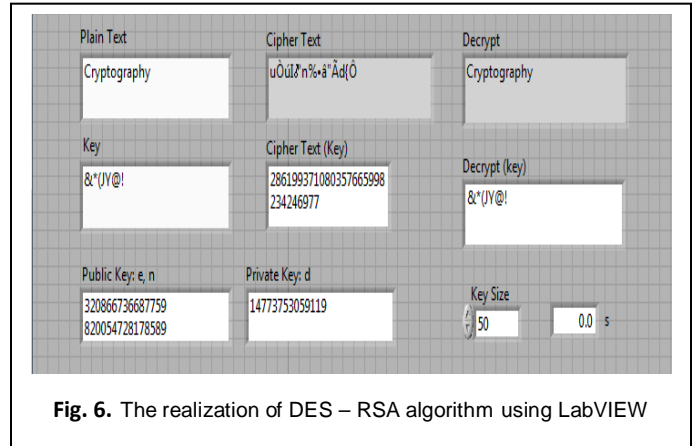 Plain Text
Cipher Text
Decrypt
Cryptography
Cryptography
Key
Cipher Text (Key)
Decrypt (key)
&*(JY@!
286199371080357665998
234246977
&*(JY@!
Public Key: e, n
Private Key: d
Key Size
320866736687759
820054728178589
14773753059119
50
0.0 s
Fig. 6. The realization of DES – RSA algorithm using LabVIEW